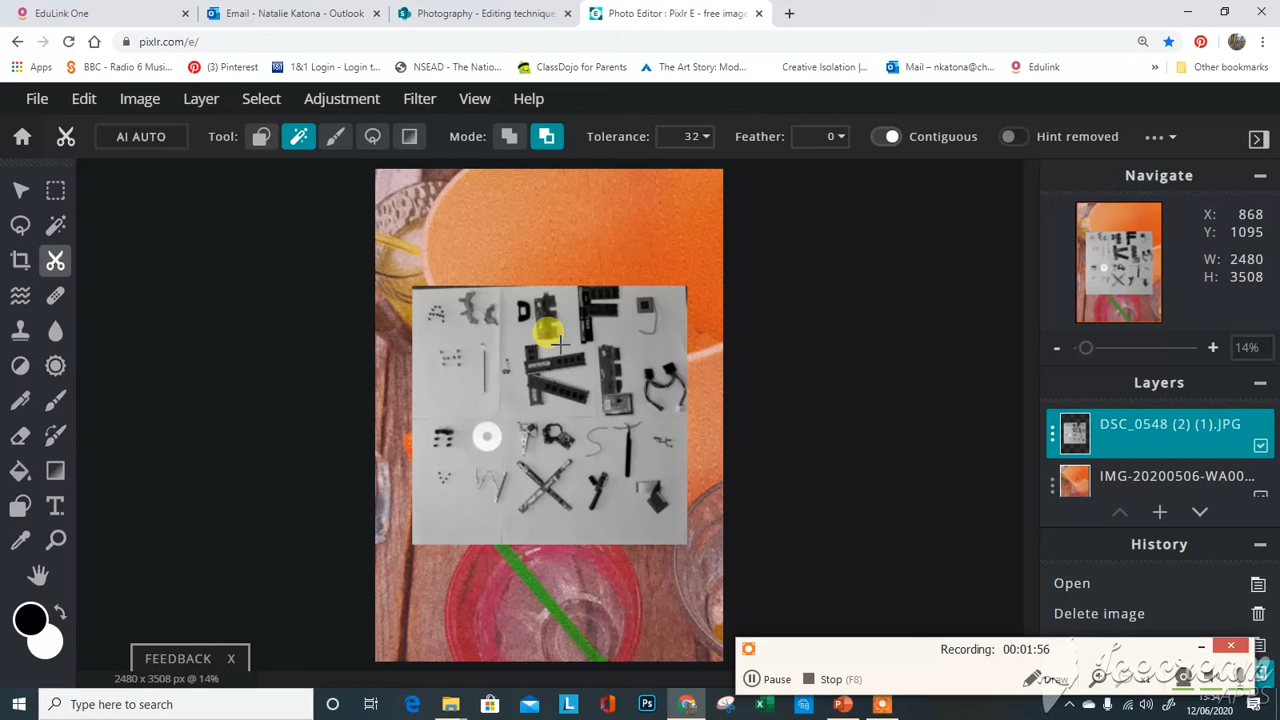 EduLink One
Email - Natalie Katona - Outlook
Photography - Editing technique
Photo Editor : Pixlr E - free imag
pixlr.com/e/
Apps
BBC - Radio 6 Musi...
(3) Pinterest
1&1 Login - Login t...
NSEAD - The Natio...
ClassDojo for Parents
The Art Story: Mod...
Creative Isolation |...
Mail – nkatona@ch...
Edulink
»
Other bookmarks
File Edit Image Layer Select Adjustment Filter View Help
AI AUTO Tool: Mode: Tolerance: 32 Feather: 0 Contiguous Hint removed
Navigate
X: 868
Y: 1095
W: 2480
H: 3508
14%
Layers
DSC_0548 (2) (1).JPG
IMG-20200506-WA00...
History
Open
Delete image
FEEDBACK X
2480 x 3508 px @ 14%
Recording: 00:01:56
Pause Stop (F8) Draw
Icecream
APPS
Type here to search
12/06/2020